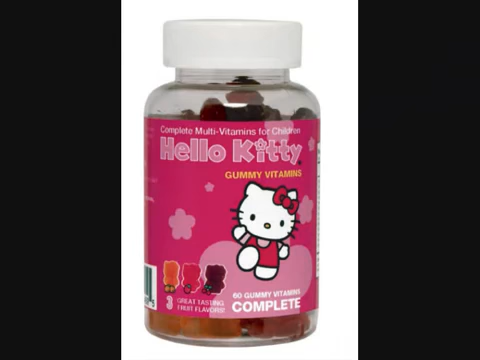 Complete Multi-Vitamins for Children
Hello Kitty
GUMMY VITAMINS
3 GREAT TASTING
FRUIT FLAVORS!
60 GUMMY VITAMINS
COMPLETE